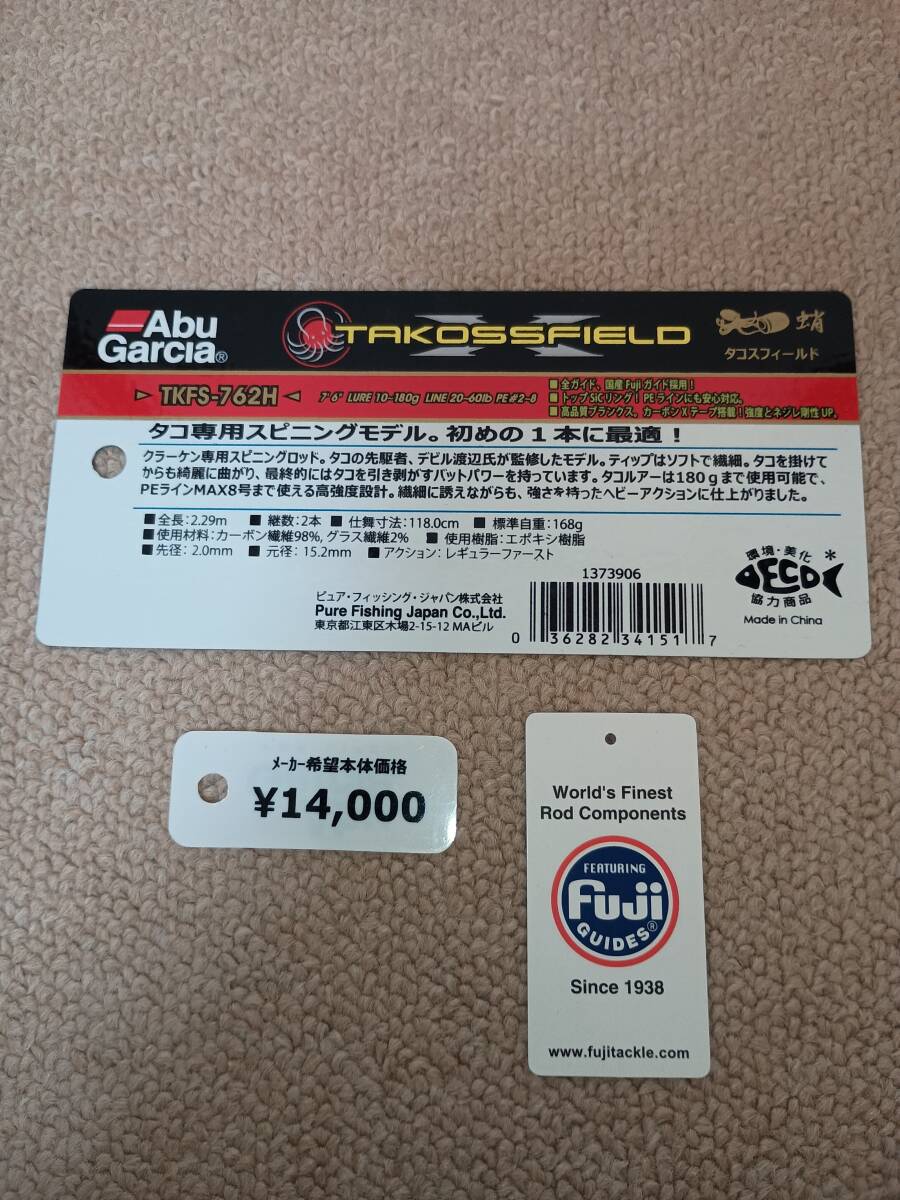 Abu
Garcia®
TAKOSSFIELD
蛸
タコスフィールド
TKFS-762H
7'6" LURE 10-180g LINE 20-60lb PE#2-8
■全ガイド、国産Fujiガイド採用!
■トップSiCリング!PEラインにも安心対応。
■高品質ブランクス、カーボンXテープ搭載!強度とネジレ剛性UP。
タコ専用スピニングモデル。初めの1本に最適!
クラーケン専用スピニングロッド。タコの先駆者、デビル渡辺氏が監修したモデル。ティップはソフトで繊細。タコを掛けて
からも綺麗に曲がり、最終的にはタコを引き剥がすバットパワーを持っています。タコルアーは180gまで使用可能で、
PEラインMAX8号まで使える高強度設計。繊細に誘えながらも、強さを持ったヘビーアクションに仕上がりました。
■全長:2.29m ■継数:2本 ■仕舞寸法:118.0cm ■標準自重:168g
■使用材料:カーボン繊維98%, グラス繊維2% ■使用樹脂:エポキシ樹脂
■先径:2.0mm ■元径:15.2mm ■アクション:レギュラーファースト
ピュア・フィッシング・ジャパン株式会社
Pure Fishing Japan Co.,Ltd.
東京都江東区木場2-15-12 MAビル
1373906
0 36282 34151 7
環境・美化*
ECO
協力商品
Made in China
メーカー希望本体価格
¥14,000
World's Finest
Rod Components
FEATURING
Fuji
GUIDES®
Since 1938
www.fujitackle.com